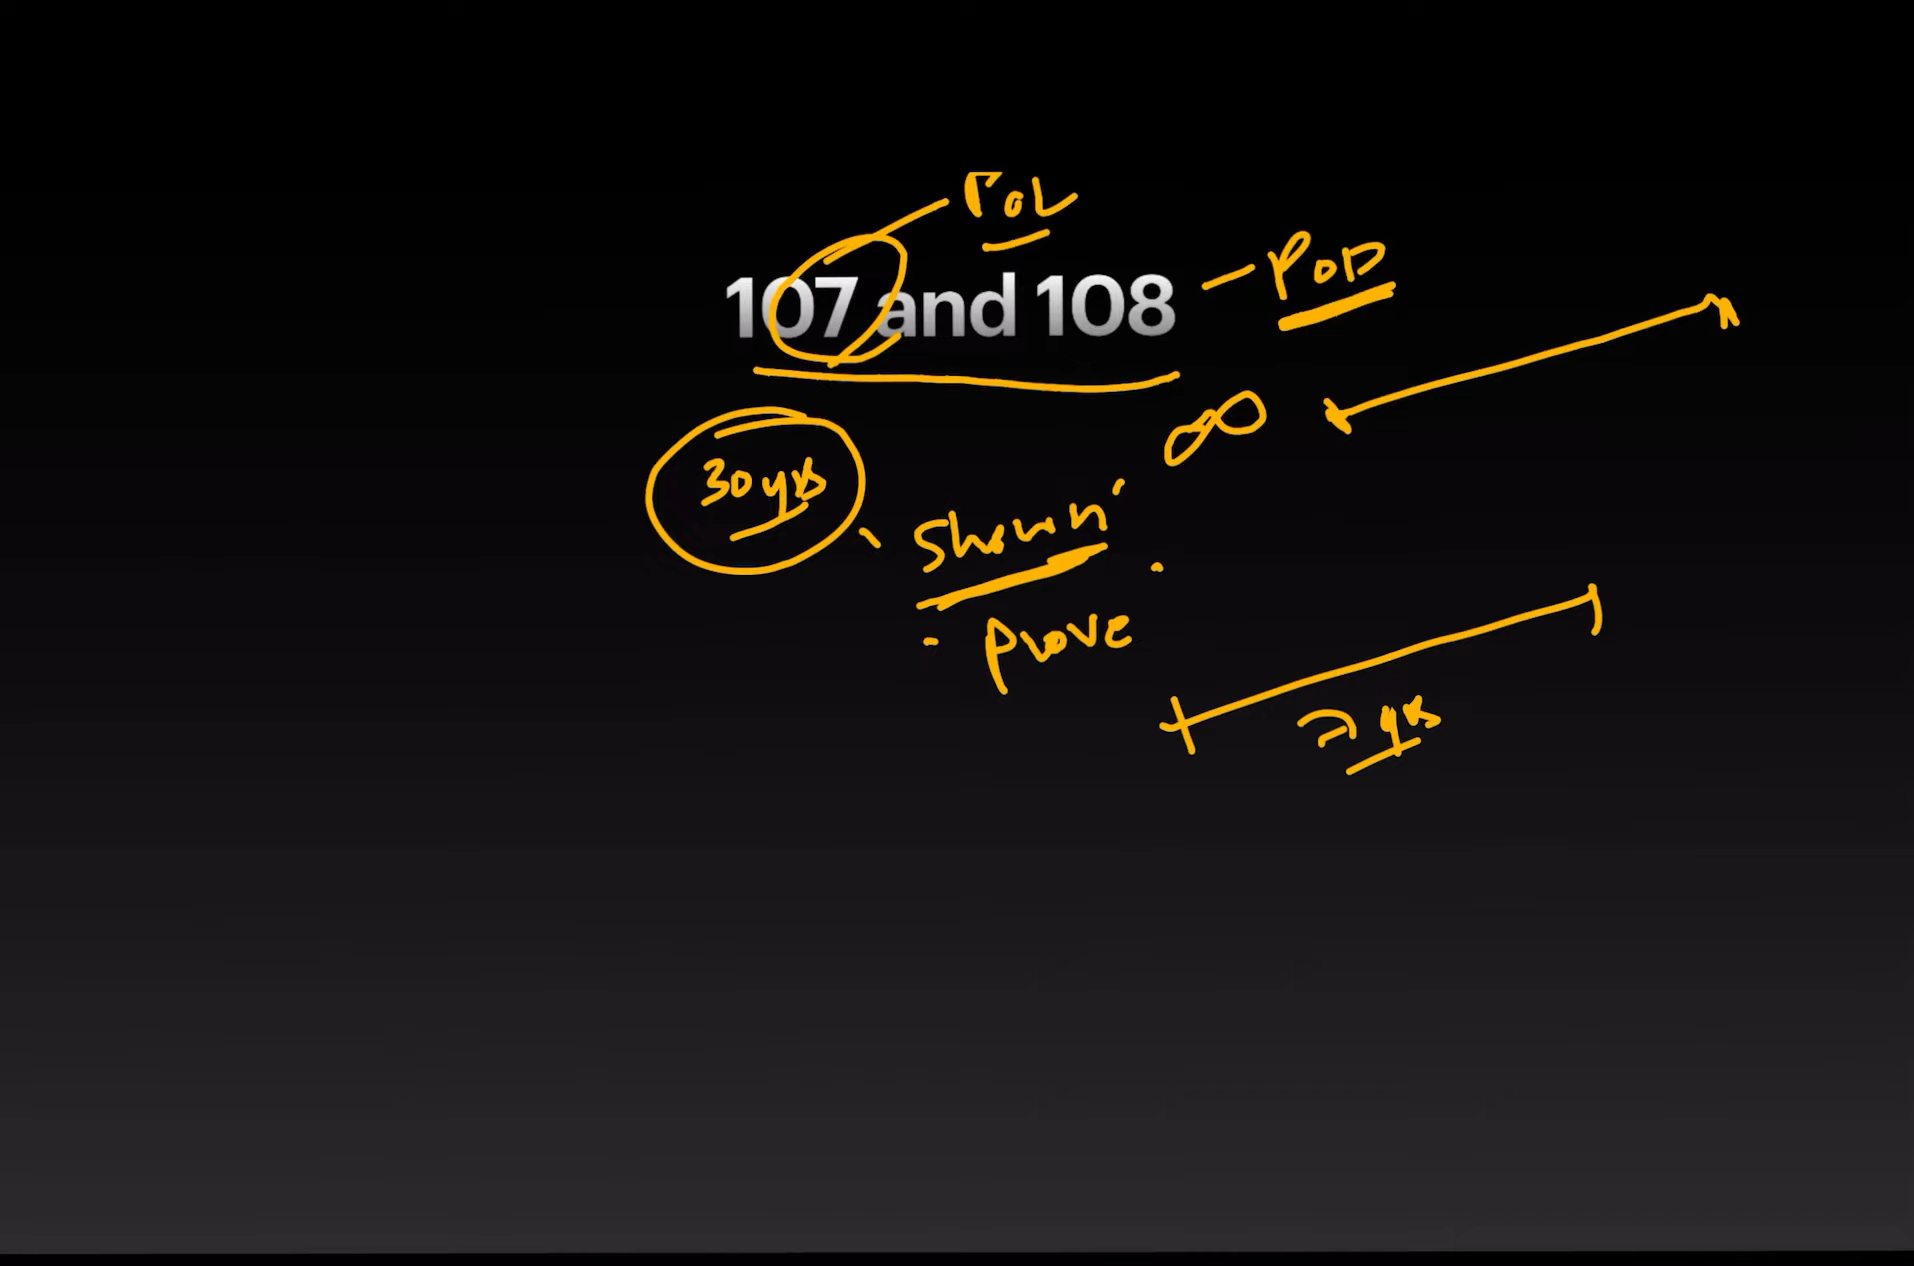 PoL
107 and 108 - PoD
∞
30 yrs
Shown
- Prove
7 yrs